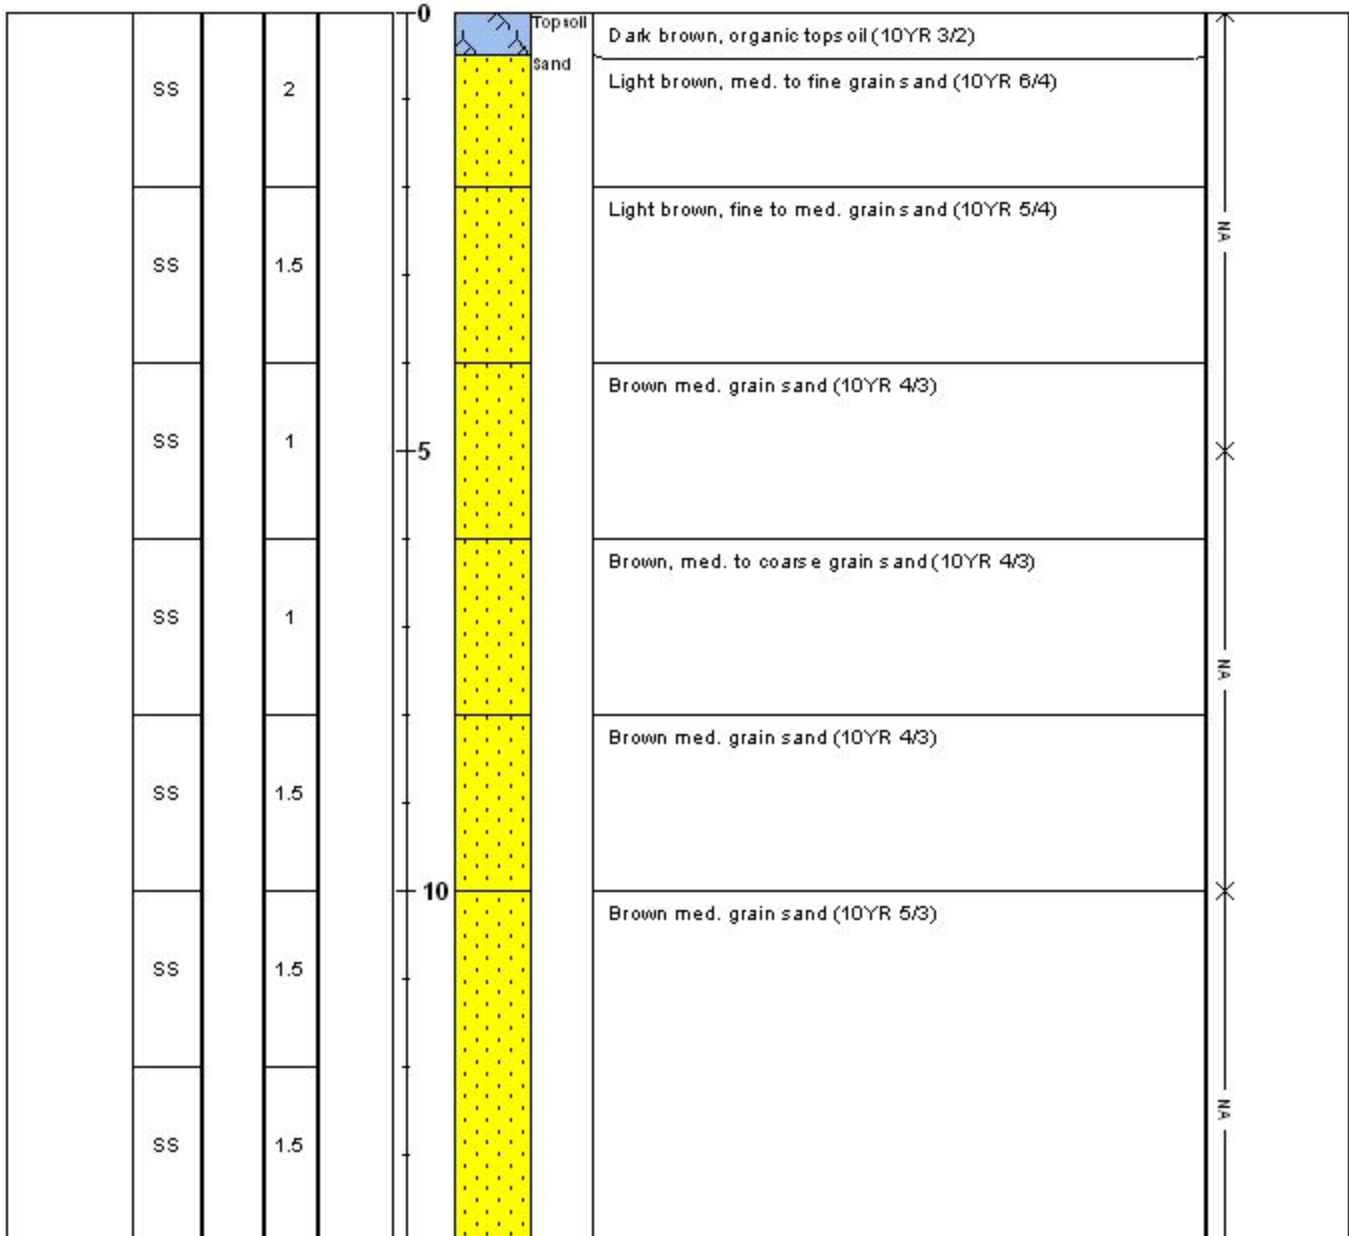 0
Topsoil
Dark brown, organic topsoil (10YR 3/2)
Sand
SS 2 Light brown, med. to fine grain sand (10YR 6/4)
Light brown, fine to med. grain sand (10YR 5/4)
NA
SS 1.5
Brown med. grain sand (10YR 4/3)
SS 1 5
Brown, med. to coarse grain sand (10YR 4/3)
SS 1
NA
Brown med. grain sand (10YR 4/3)
SS 1.5
10
Brown med. grain sand (10YR 5/3)
SS 1.5
NA
SS 1.5